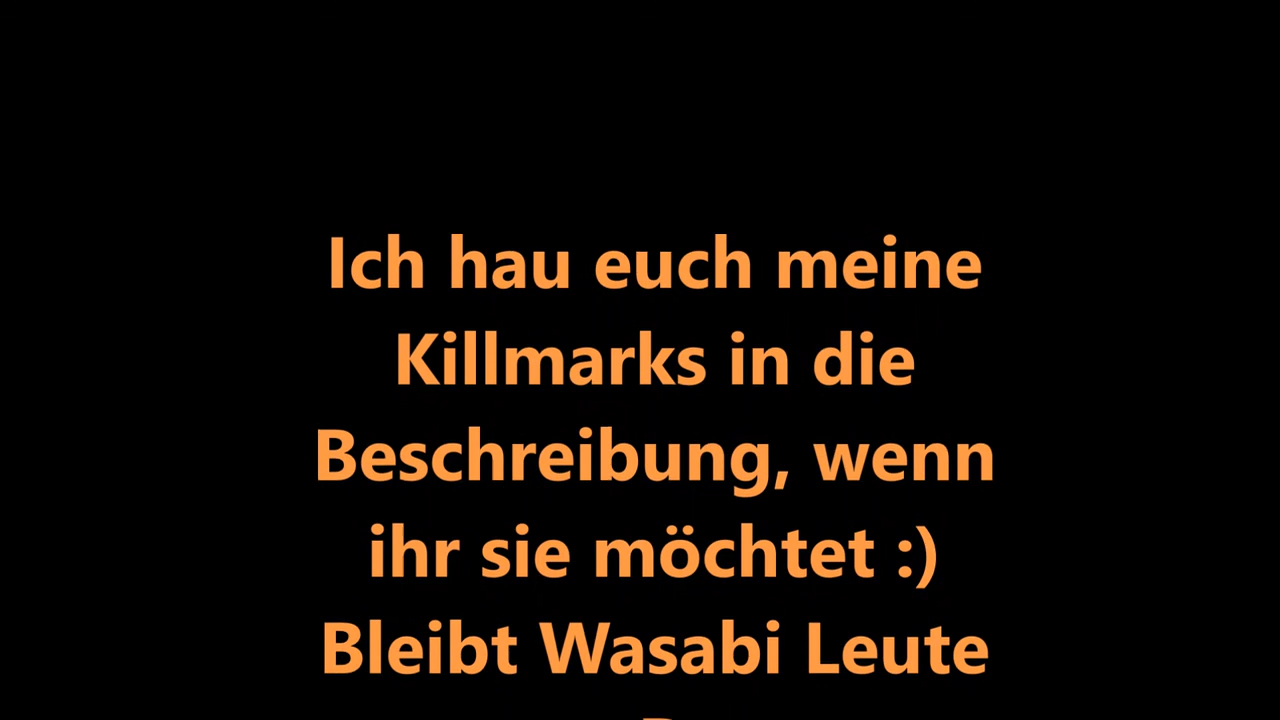 Ich hau euch meine
Killmarks in die
Beschreibung, wenn
ihr sie möchtet :)
Bleibt Wasabi Leute